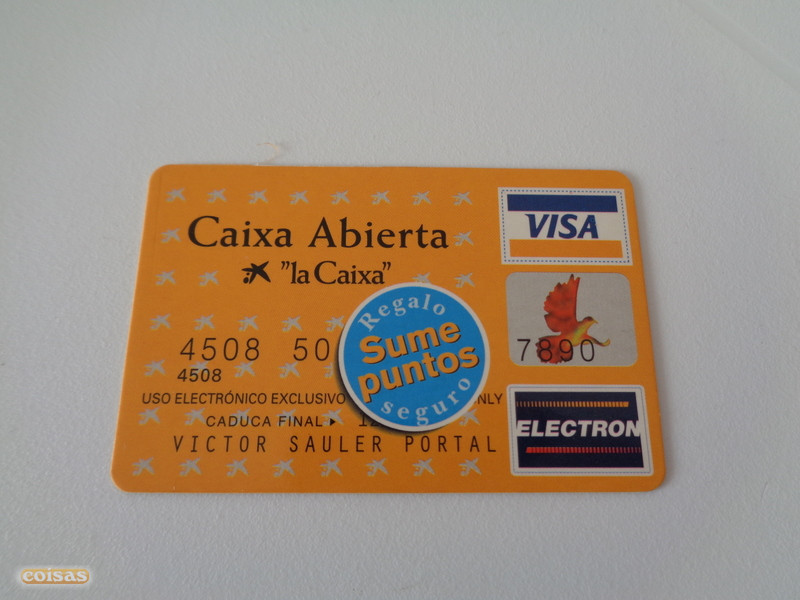 Caixa Abierta
"la Caixa"
VISA
Regalo
Sume
puntos
seguro
4508 50
7890
4508
USO ELECTRÓNICO EXCLUSIVO
NLY
CADUCA FINAL
ELECTRON
VICTOR SAULER PORTAL
coisas